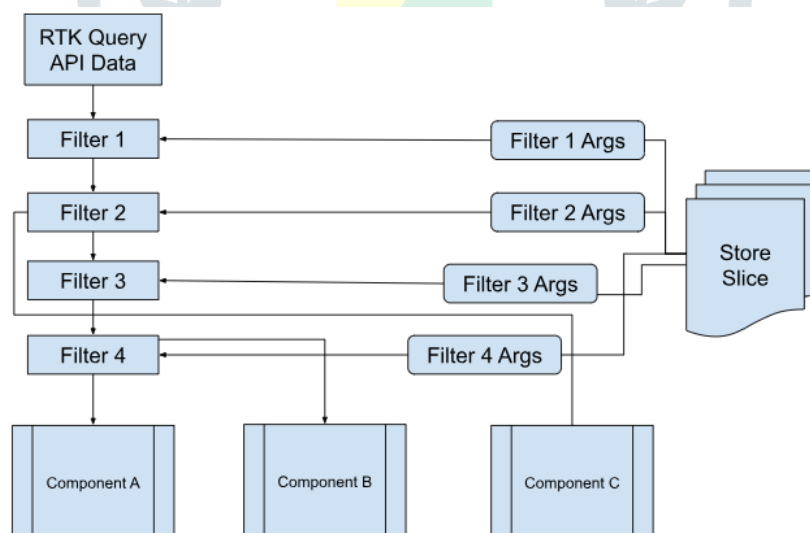 RTK Query
API Data
Filter 1
Filter 1 Args
Filter 2
Filter 2 Args
Store
Slice
Filter 3
Filter 3 Args
Filter 4
Filter 4 Args
Component A
Component B
Component C